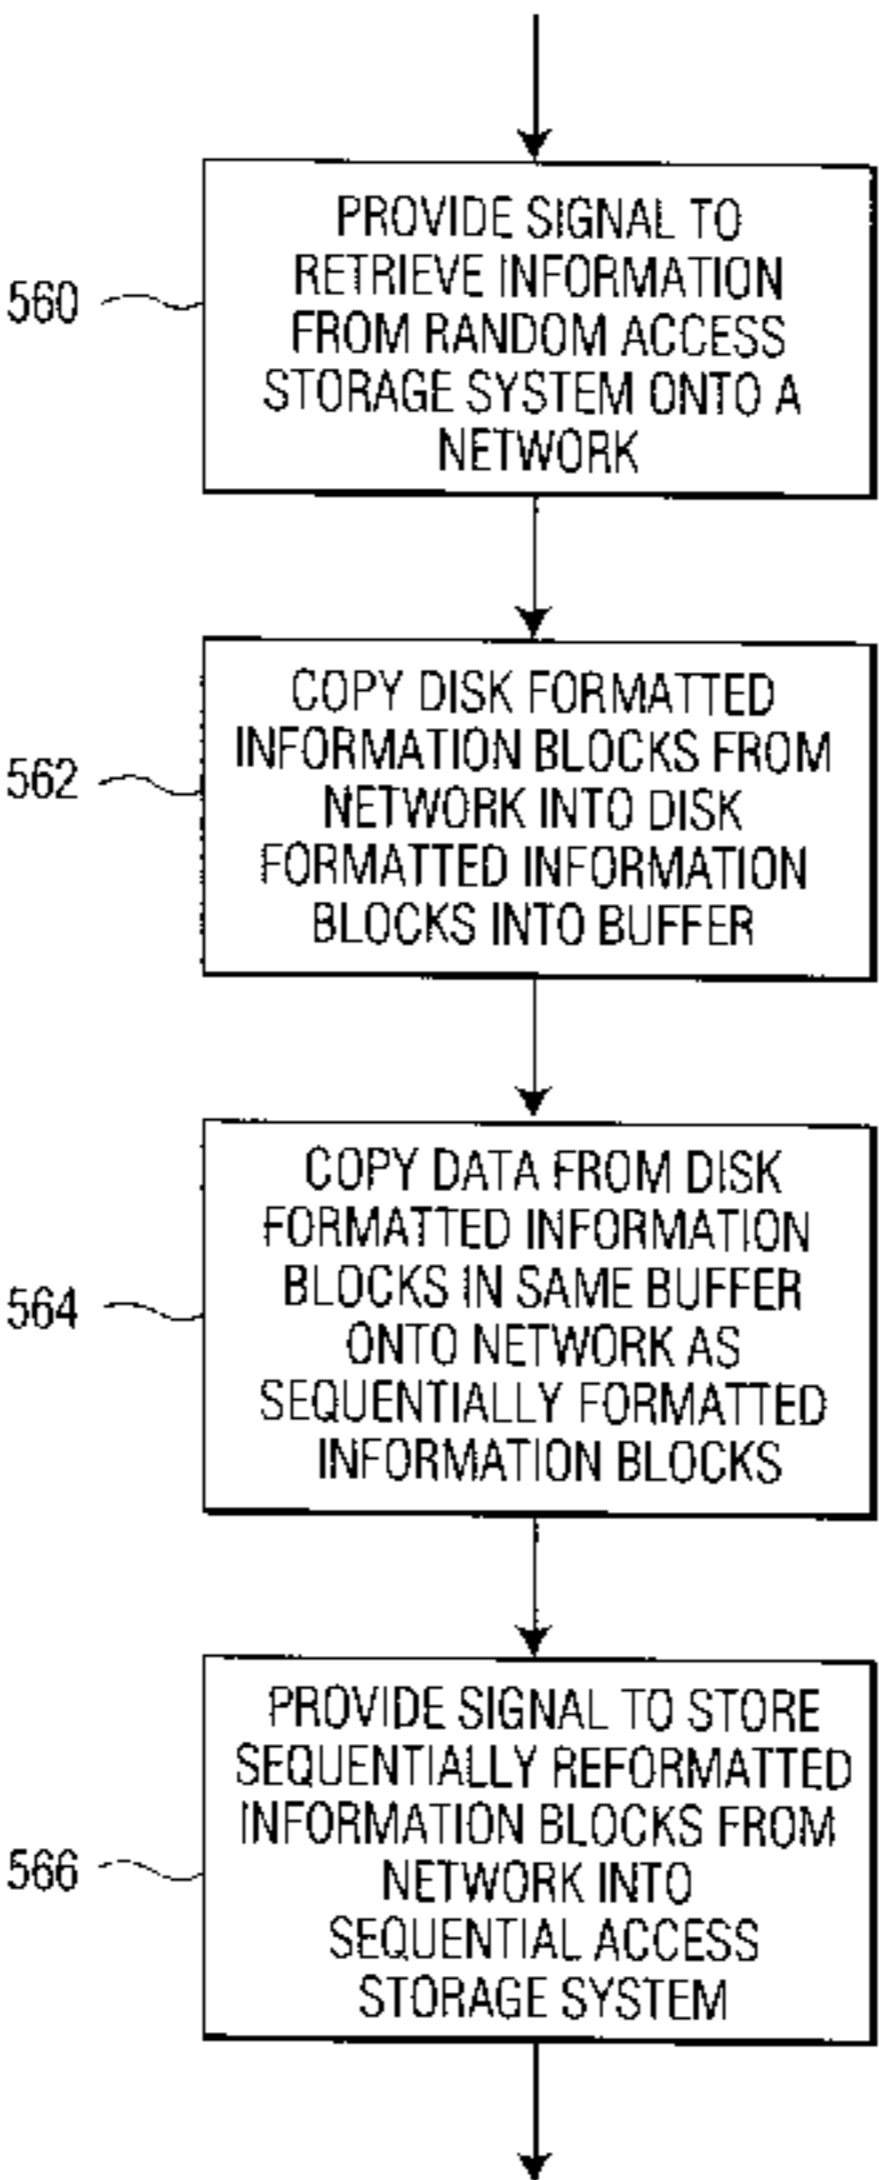 PROVIDE SIGNAL TO
RETRIEVE INFORMATION
FROM RANDOM ACCESS
STORAGE SYSTEM ONTO A
NETWORK
560
COPY DISK FORMATTED
INFORMATION BLOCKS FROM
NETWORK INTO DISK
FORMATTED INFORMATION
BLOCKS INTO BUFFER
562
COPY DATA FROM DISK
FORMATTED INFORMATION
BLOCKS IN SAME BUFFER
ONTO NETWORK AS
SEQUENTIALLY FORMATTED
INFORMATION BLOCKS
564
PROVIDE SIGNAL TO STORE
SEQUENTIALLY REFORMATTED
INFORMATION BLOCKS FROM
NETWORK INTO
SEQUENTIAL ACCESS
STORAGE SYSTEM
566